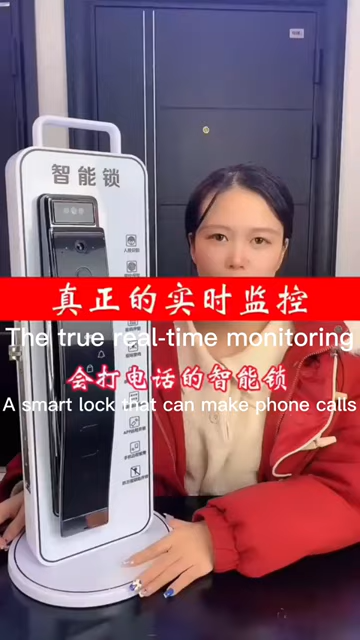 智能锁
真正的实时监控
The true real-time monitoring
会打电话的智能锁
A smart lock that can make phone calls